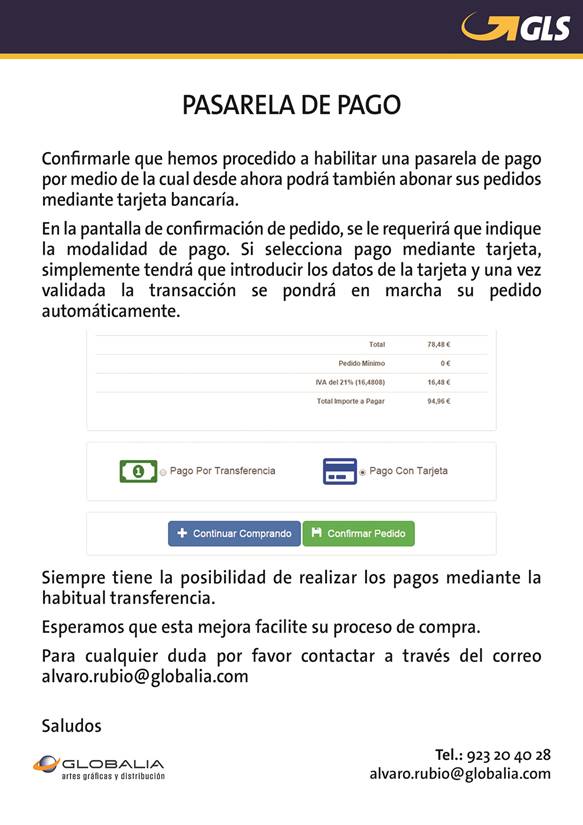 GLS
PASARELA DE PAGO
Confirmarle que hemos procedido a habilitar una pasarela de pago
por medio de la cual desde ahora podrá también abonar sus pedidos
mediante tarjeta bancaría.
En la pantalla de confirmación de pedido, se le requerirá que indique
la modalidad de pago. Si selecciona pago mediante tarjeta,
simplemente tendrá que introducir los datos de la tarjeta y una vez
validada la transacción se pondrá en marcha su pedido
automáticamente.
Total 78,48 €
Pedido Mínimo 0 €
IVA del 21% (16,4808) 16,48 €
Total Importe a Pagar 94,96 €
1 Pago Por Transferencia Pago Con Tarjeta
Continuar Comprando Confirmar Pedido
Siempre tiene la posibilidad de realizar los pagos mediante la
habitual transferencia.
Esperamos que esta mejora facilite su proceso de compra.
Para cualquier duda por favor contactar a través del correo
alvaro.rubio@globalia.com
Saludos
GLOBALIA
artes gráficas y distribución
Tel.: 923 20 40 28
alvaro.rubio@globalia.com